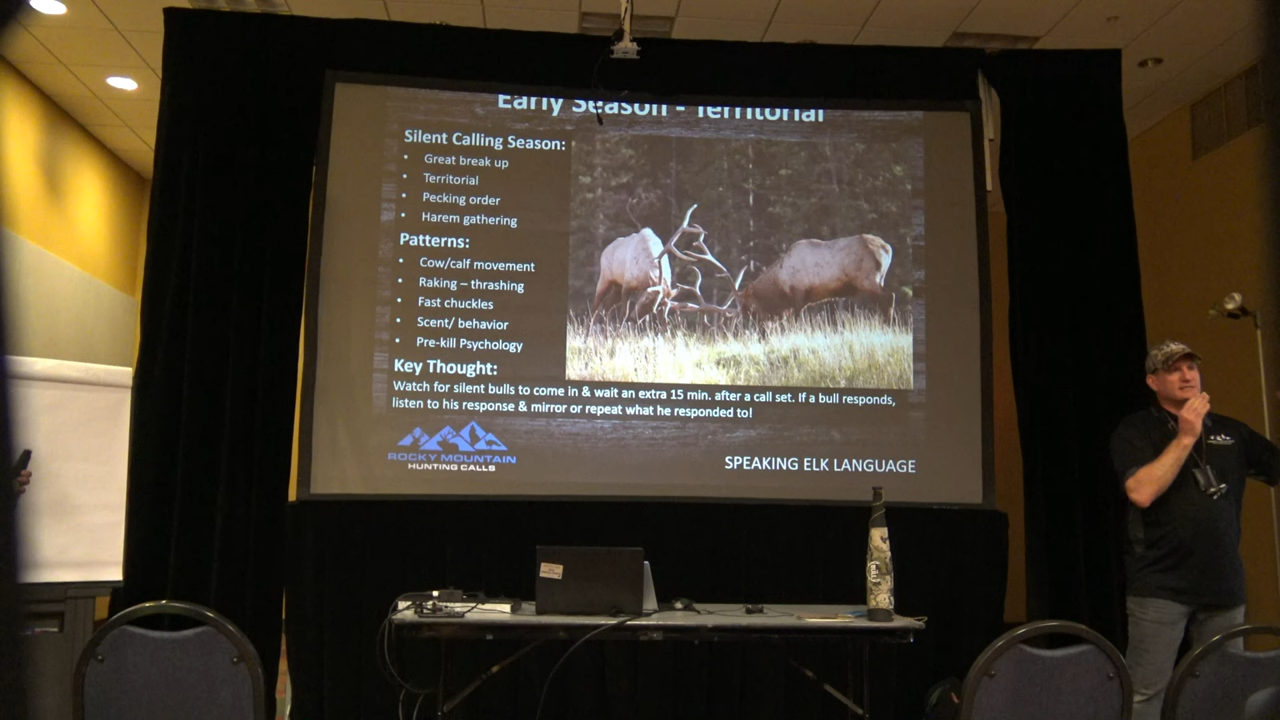 Early Season - Territorial
Silent Calling Season:
• Great break up
• Territorial
• Pecking order
• Harem gathering
Patterns:
• Cow/calf movement
• Raking – thrashing
• Fast chuckles
• Scent/ behavior
• Pre-kill Psychology
Key Thought:
Watch for silent bulls to come in & wait an extra 15 min. after a call set. If a bull responds,
listen to his response & mirror or repeat what he responded to!
ROCKY MOUNTAIN
HUNTING CALLS
SPEAKING ELK LANGUAGE